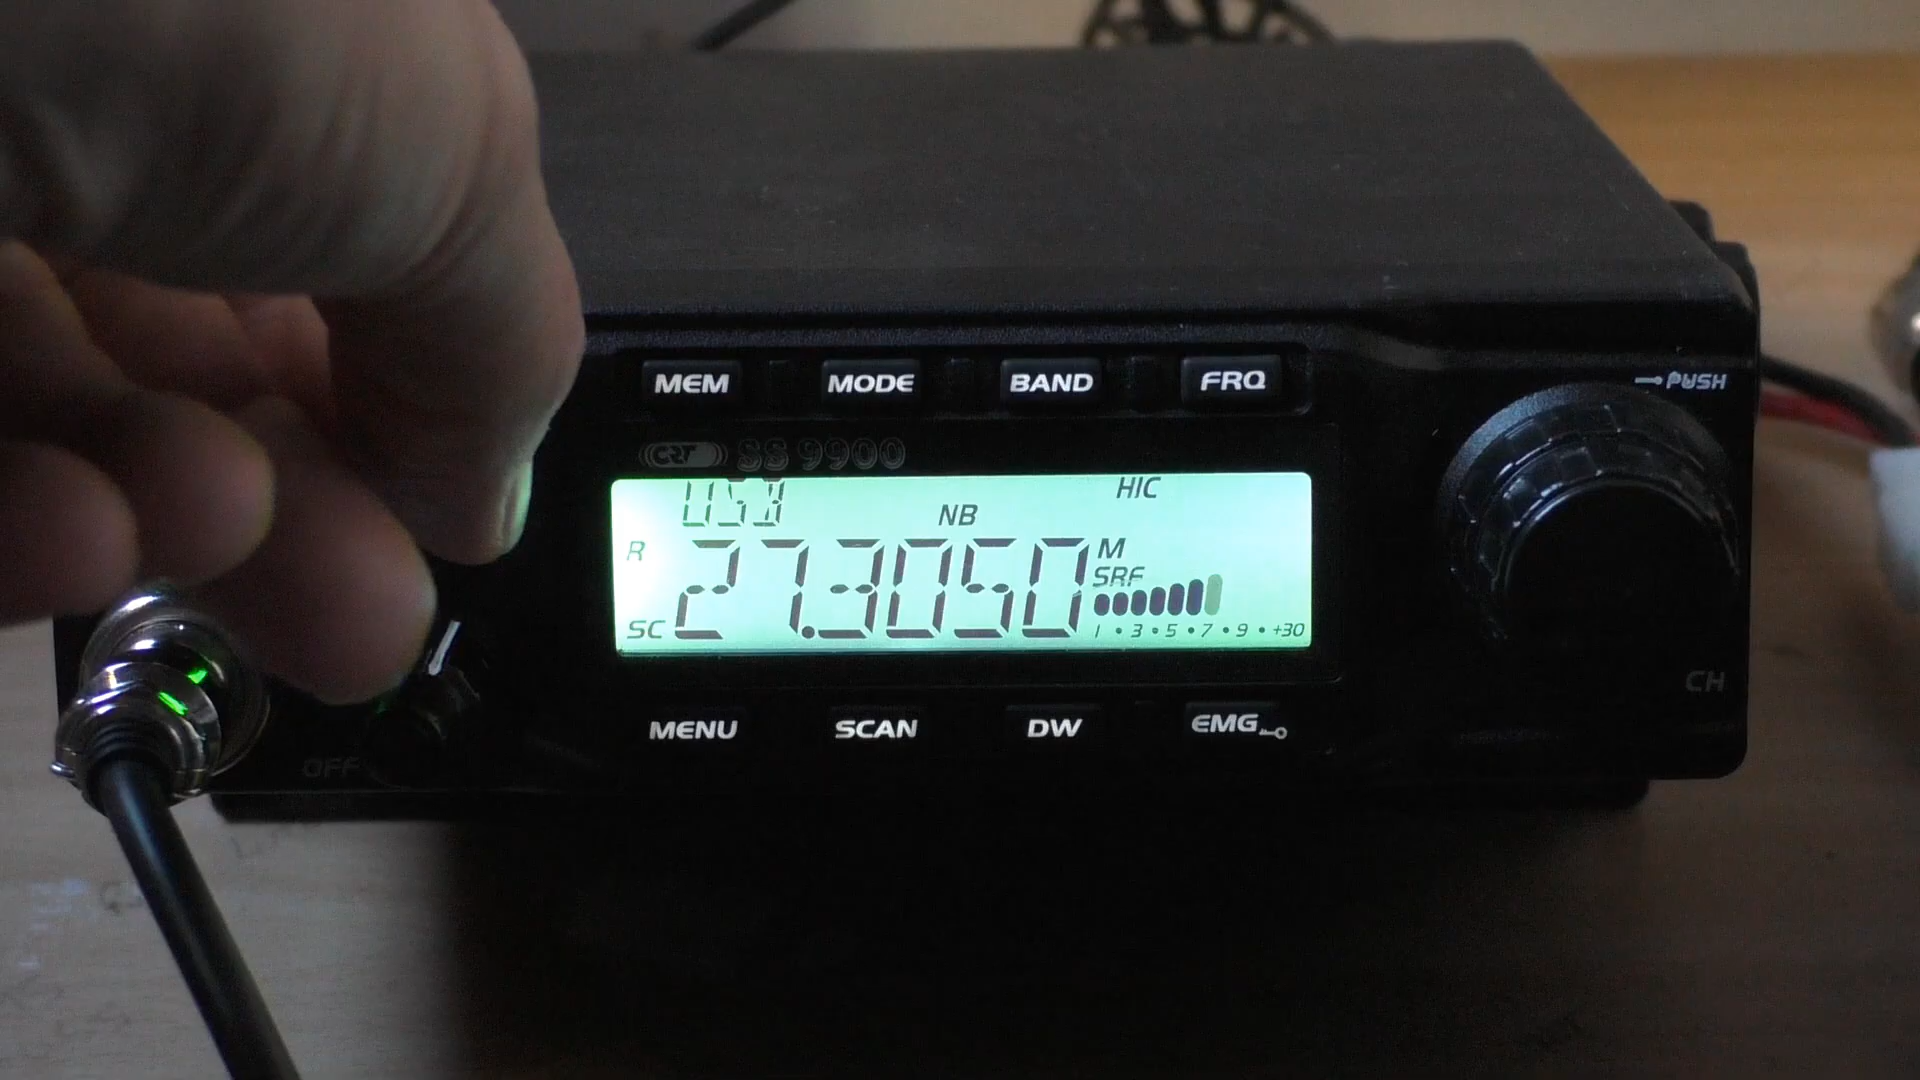 MEM MODE BAND FRQ
PUSH
CRT SS 9900
USB HIC
NB
R 27.3050 M
SRF
SC 1 • 3 • 5 • 7 • 9 • +30
CH
MENU SCAN DW EMG
OFF